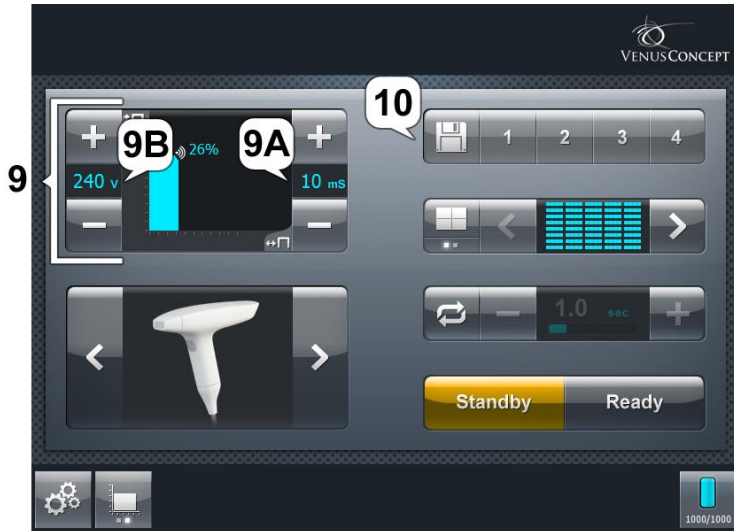 VENUSCONCEPT
10
9
9B
9A
26%
240 v
10 mS
1 2 3 4
1.0 sec
Standby Ready
1000/1000